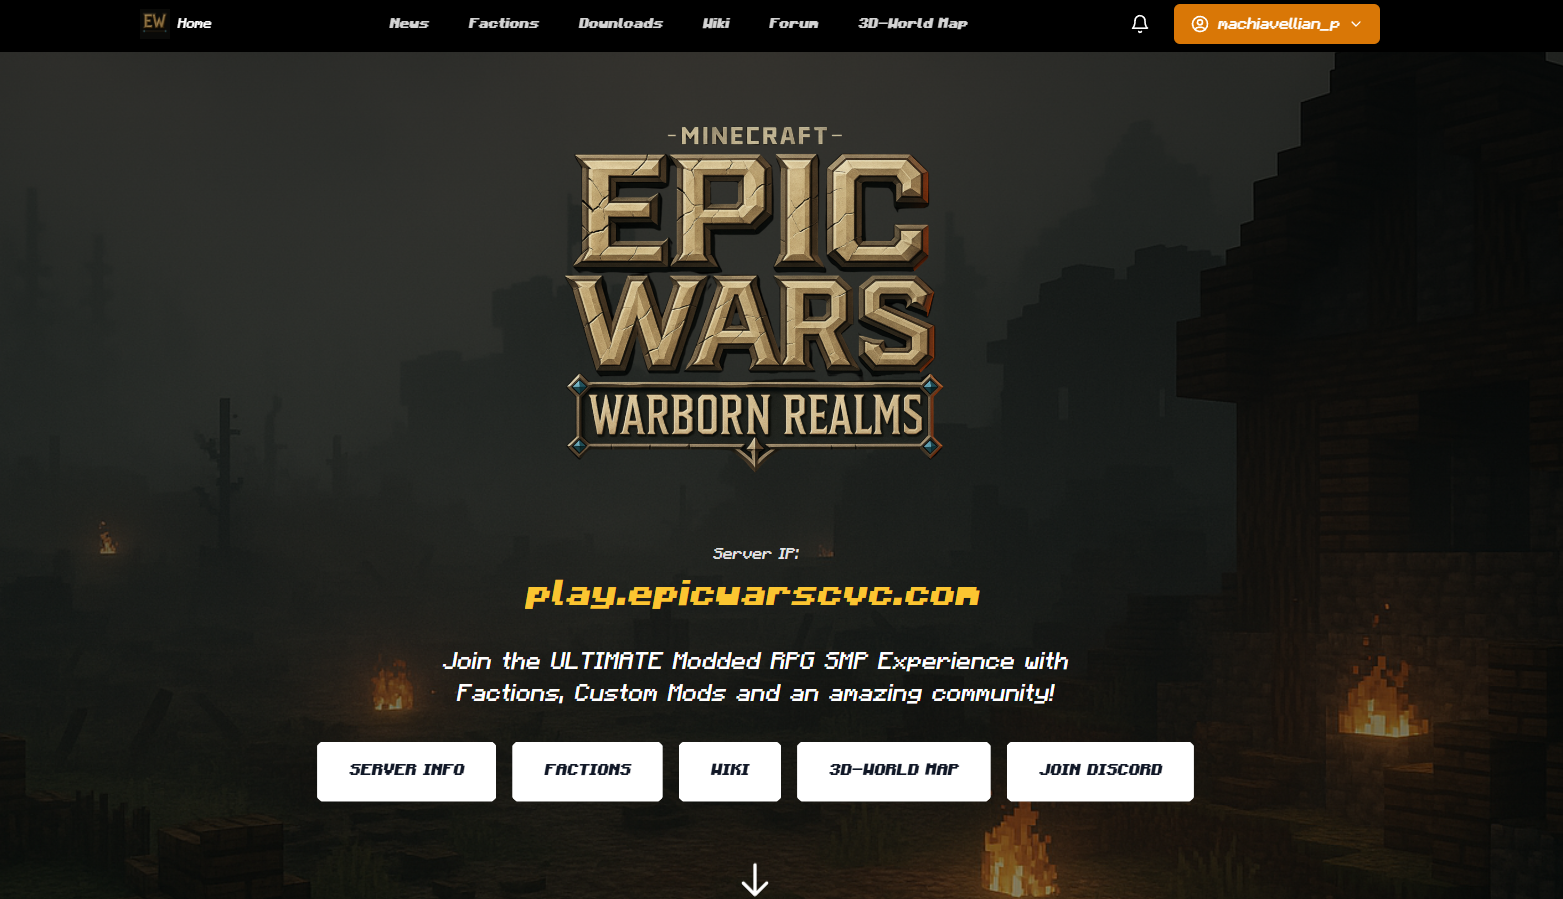 EW Home News Factions Downloads Wiki Forum 3D-World Map machiavellian_p
-MINECRAFT-
EPIC
WARS
WARBORN REALMS
Server IP:
play.epicwarscvc.com
Join the ULTIMATE Modded RPG SMP Experience with
Factions, Custom Mods and an amazing community!
SERVER INFO FACTIONS WIKI 3D-WORLD MAP JOIN DISCORD